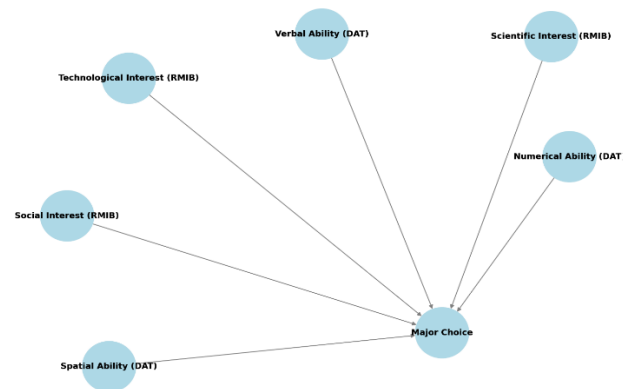 Verbal Ability (DAT)
Scientific Interest (RMIB)
Technological Interest (RMIB)
Numerical Ability (DAT
Social Interest (RMIB)
Major Choice
Spatial Ability (DAT)